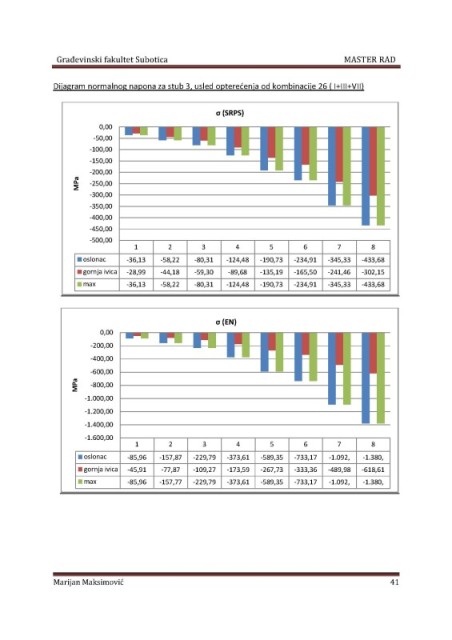 Građevinski fakultet Subotica MASTER RAD
Dijagram normalnog napona za stub 3, usled opterećenja od kombinacije 26 ( I+III+VII)
σ (SRPS)
0,00
-50,00
-100,00
-150,00
-200,00
-250,00
-300,00
-350,00
-400,00
-450,00
-500,00
MPa
1 2 3 4 5 6 7 8
oslonac -36,13 -58,22 -80,31 -124,48 -190,73 -234,91 -345,33 -433,68
gornja ivica -28,99 -44,18 -59,30 -89,68 -135,19 -165,50 -241,46 -302,15
max -36,13 -58,22 -80,31 -124,48 -190,73 -234,91 -345,33 -433,68
σ (EN)
0,00
-200,00
-400,00
-600,00
-800,00
-1.000,00
-1.200,00
-1.400,00
-1.600,00
MPa
1 2 3 4 5 6 7 8
oslonac -85,96 -157,87 -229,79 -373,61 -589,35 -733,17 -1.092, -1.380,
gornja ivica -45,91 -77,87 -109,27 -173,59 -267,73 -333,36 -489,98 -618,61
max -85,96 -157,77 -229,79 -373,61 -589,35 -733,17 -1.092, -1.380,
Marijan Maksimović 41